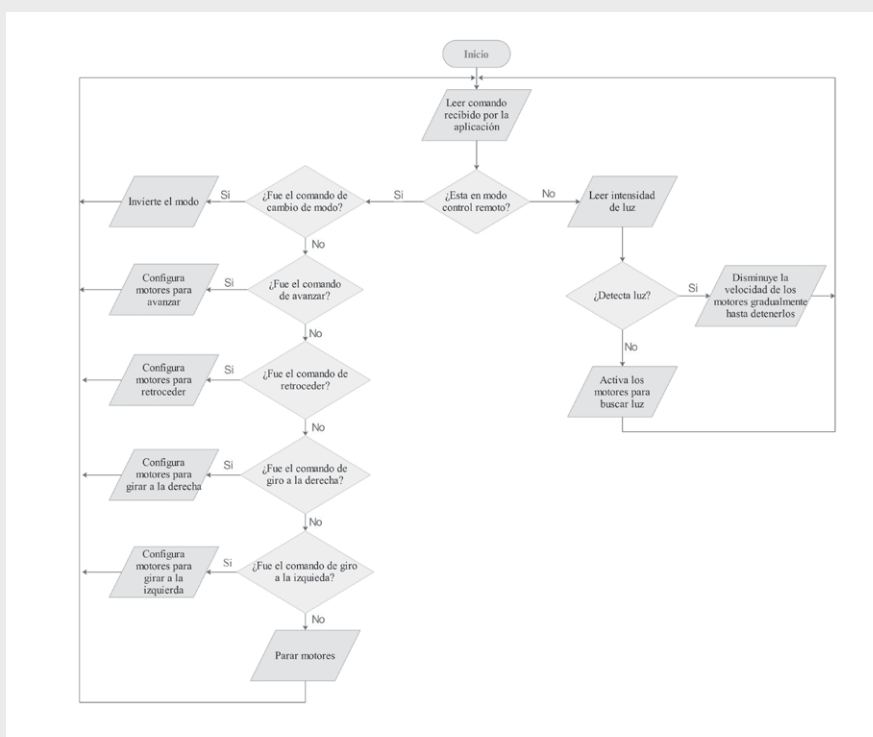 Inicio
Leer comando
recibido por la
aplicación
¿Esta en modo
control remoto?
Si
No
¿Fue el comando de
cambio de modo?
Si
Invierte el modo
No
¿Fue el comando
de avanzar?
Si
Configura
motores para
avanzar
No
¿Fue el comando de
retroceder?
Si
Configura
motores para
retroceder
No
¿Fue el comando de
giro a la derecha?
Si
Configura
motores para
girar a la derecha
No
¿Fue el comando de giro
a la izquieda?
Si
Configura
motores para
girar a la
izquierda
No
Parar motores
Leer intensidad
de luz
¿Detecta luz?
Si
Disminuye la
velocidad de los
motores gradualmente
hasta detenerlos
No
Activa los
motores para
buscar luz